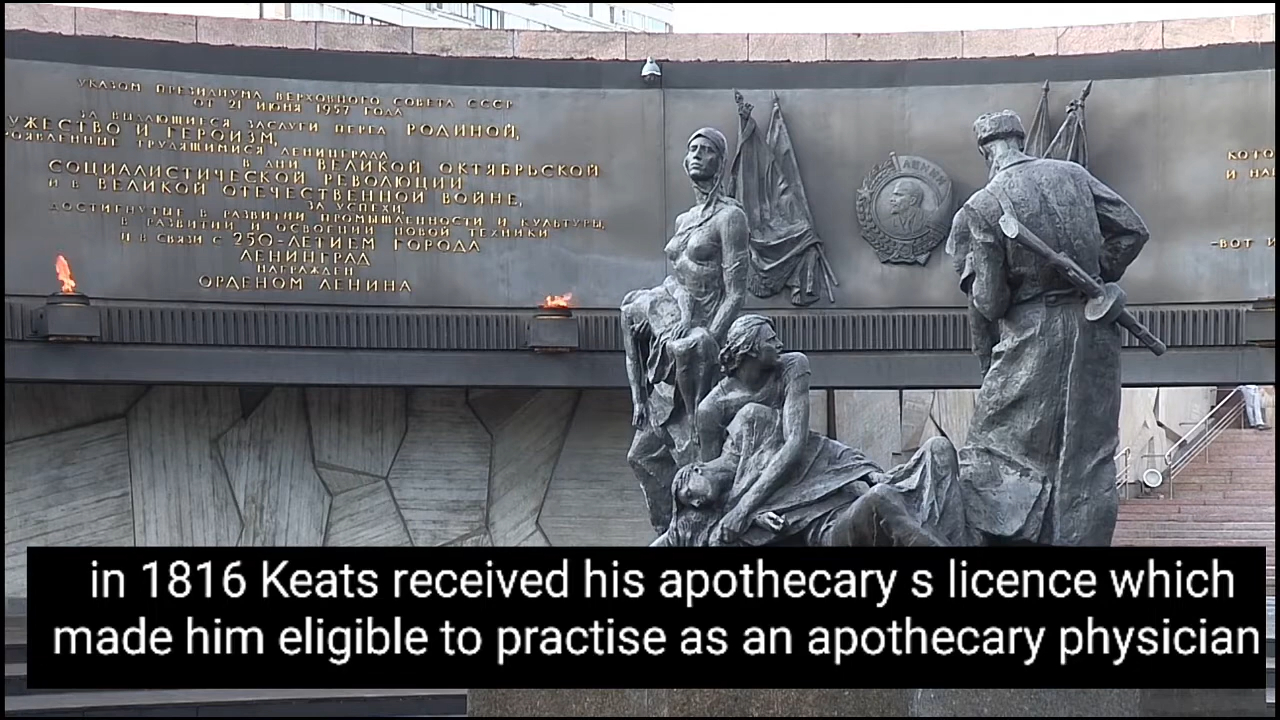 УКАЗОМ ПРЕЗИДИУМА ВЕРХОВНОГО СОВЕТА СССР
ОТ 21 ИЮНЯ 1957 ГОДА
ЗА ВЫДАЮЩИЕСЯ ЗАСЛУГИ ПЕРЕД РОДИНОЙ,
УЖЕСТВО И ГЕРОИЗМ,
РОЯВЛЕННЫЕ ТРУДЯЩИМИСЯ ЛЕНИНГРАДА
В ДНИ ВЕЛИКОЙ ОКТЯБРЬСКОЙ
СОЦИАЛИСТИЧЕСКОЙ РЕВОЛЮЦИИ
И В ВЕЛИКОЙ ОТЕЧЕСТВЕННОЙ ВОЙНЕ,
ЗА УСПЕХИ,
ДОСТИГНУТЫЕ В РАЗВИТИИ ПРОМЫШЛЕННОСТИ И КУЛЬТУРЫ,
В РАЗВИТИИ И ОСВОЕНИИ НОВОЙ ТЕХНИКИ
И В СВЯЗИ С 250-ЛЕТИЕМ ГОРОДА
ЛЕНИНГРАД
НАГРАЖДЕН
ОРДЕНОМ ЛЕНИНА
ЛЕНИН
КОТО
И НА
-ВОТ И
in 1816 Keats received his apothecary s licence which
made him eligible to practise as an apothecary physician